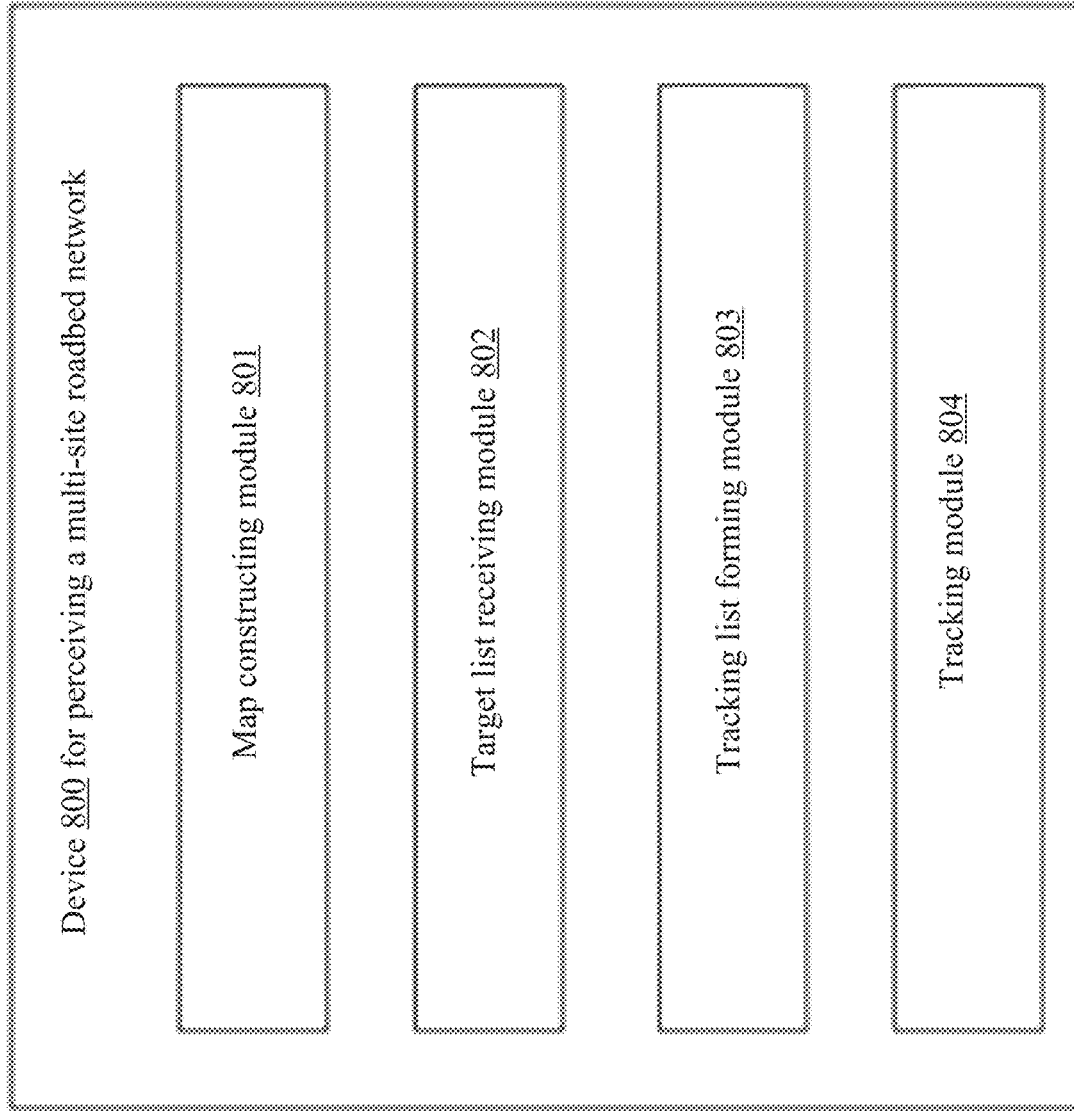 Device 800 for perceiving a multi-site roadbed network
Map constructing module 801
Target list receiving module 802
Tracking list forming module 803
Tracking module 804